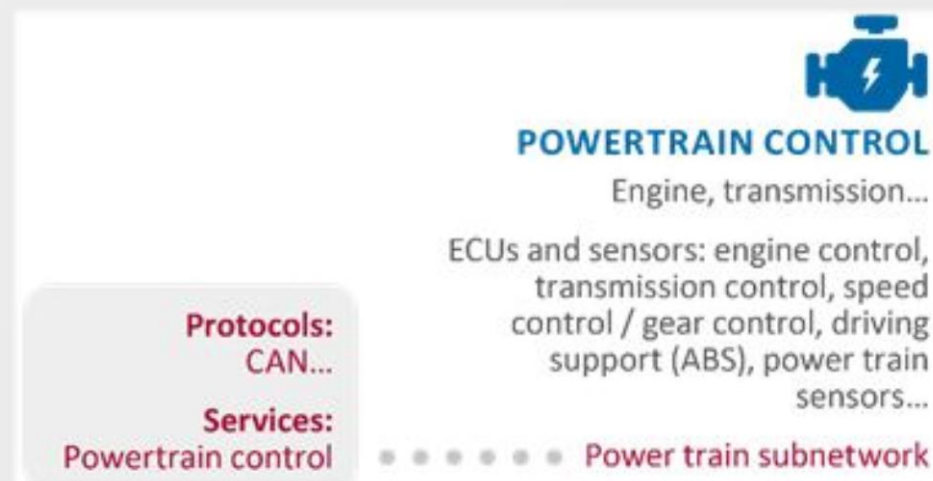 POWERTRAIN CONTROL
Engine, transmission...
ECUs and sensors: engine control,
transmission control, speed
control / gear control, driving
support (ABS), power train
sensors...
Protocols:
CAN...
Services:
Powertrain control
Power train subnetwork